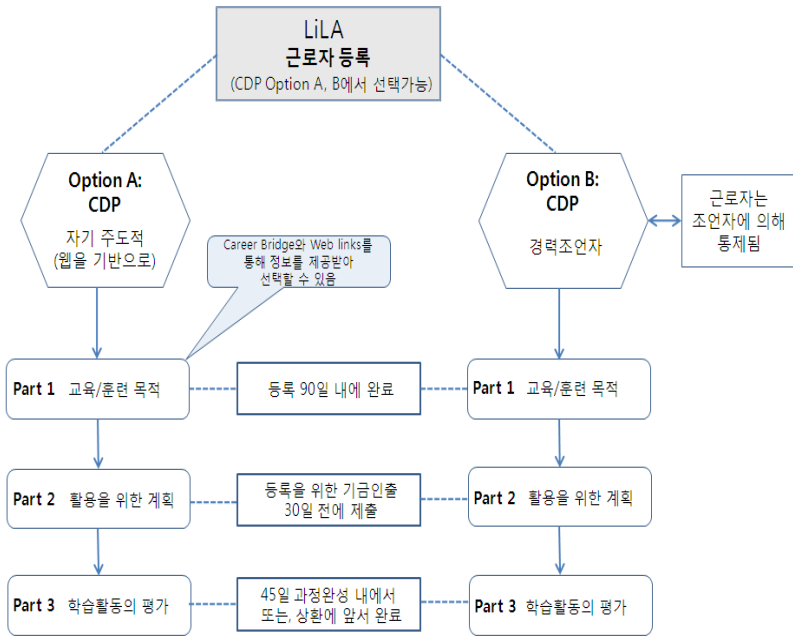 LiLA
근로자 등록
(CDP Option A, B에서 선택가능)
Option A:
CDP
자기 주도적
(웹을 기반으로)
Option B:
CDP
경력조언자
근로자는
조언자에 의해
통제됨
Career Bridge와 Web links를
통해 정보를 제공받아
선택할 수 있음
Part 1 교육/훈련 목적
등록 90일 내에 완료
Part 1 교육/훈련 목적
Part 2 활용을 위한 계획
등록을 위한 기금인출
30일 전에 제출
Part 2 활용을 위한 계획
Part 3 학습활동의 평가
45일 과정완성 내에서
또는, 상환에 앞서 완료
Part 3 학습활동의 평가